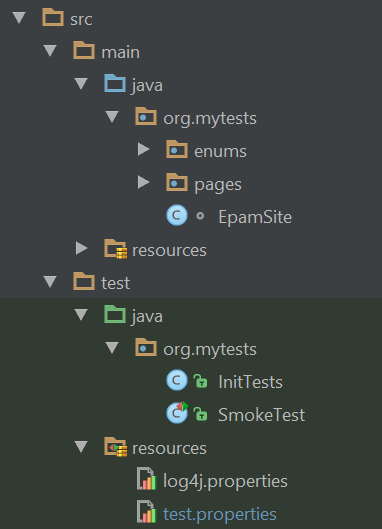 src
main
java
org.mytests
enums
pages
EpamSite
resources
test
java
org.mytests
InitTests
SmokeTest
resources
log4j.properties
test.properties